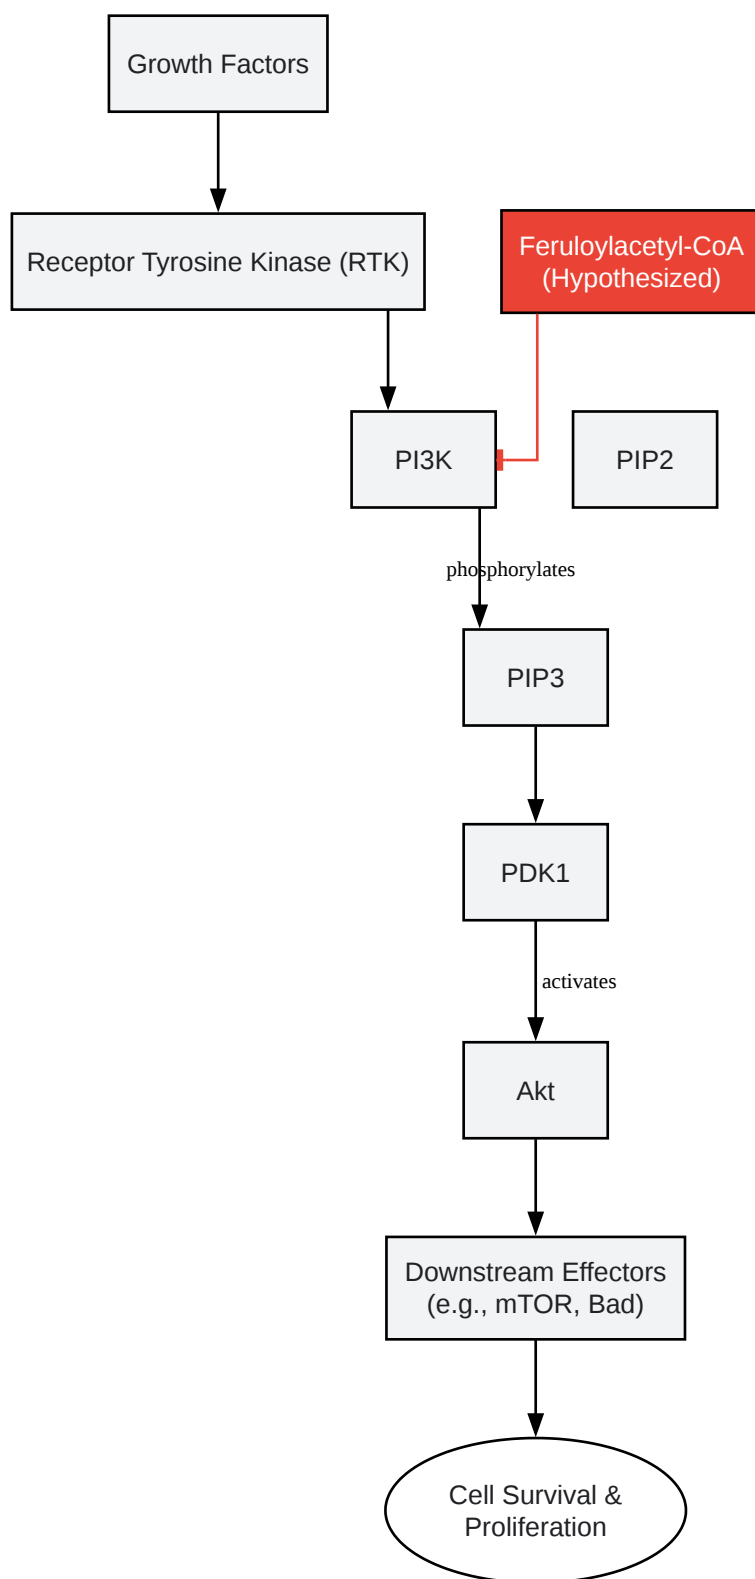 Growth Factors
Receptor Tyrosine Kinase (RTK)
Feruloylacetyl-CoA
(Hypothesized)
PI3K
PIP2
phosphorylates
PIP3
PDK1
activates
Akt
Downstream Effectors
(e.g., mTOR, Bad)
Cell Survival &
Proliferation